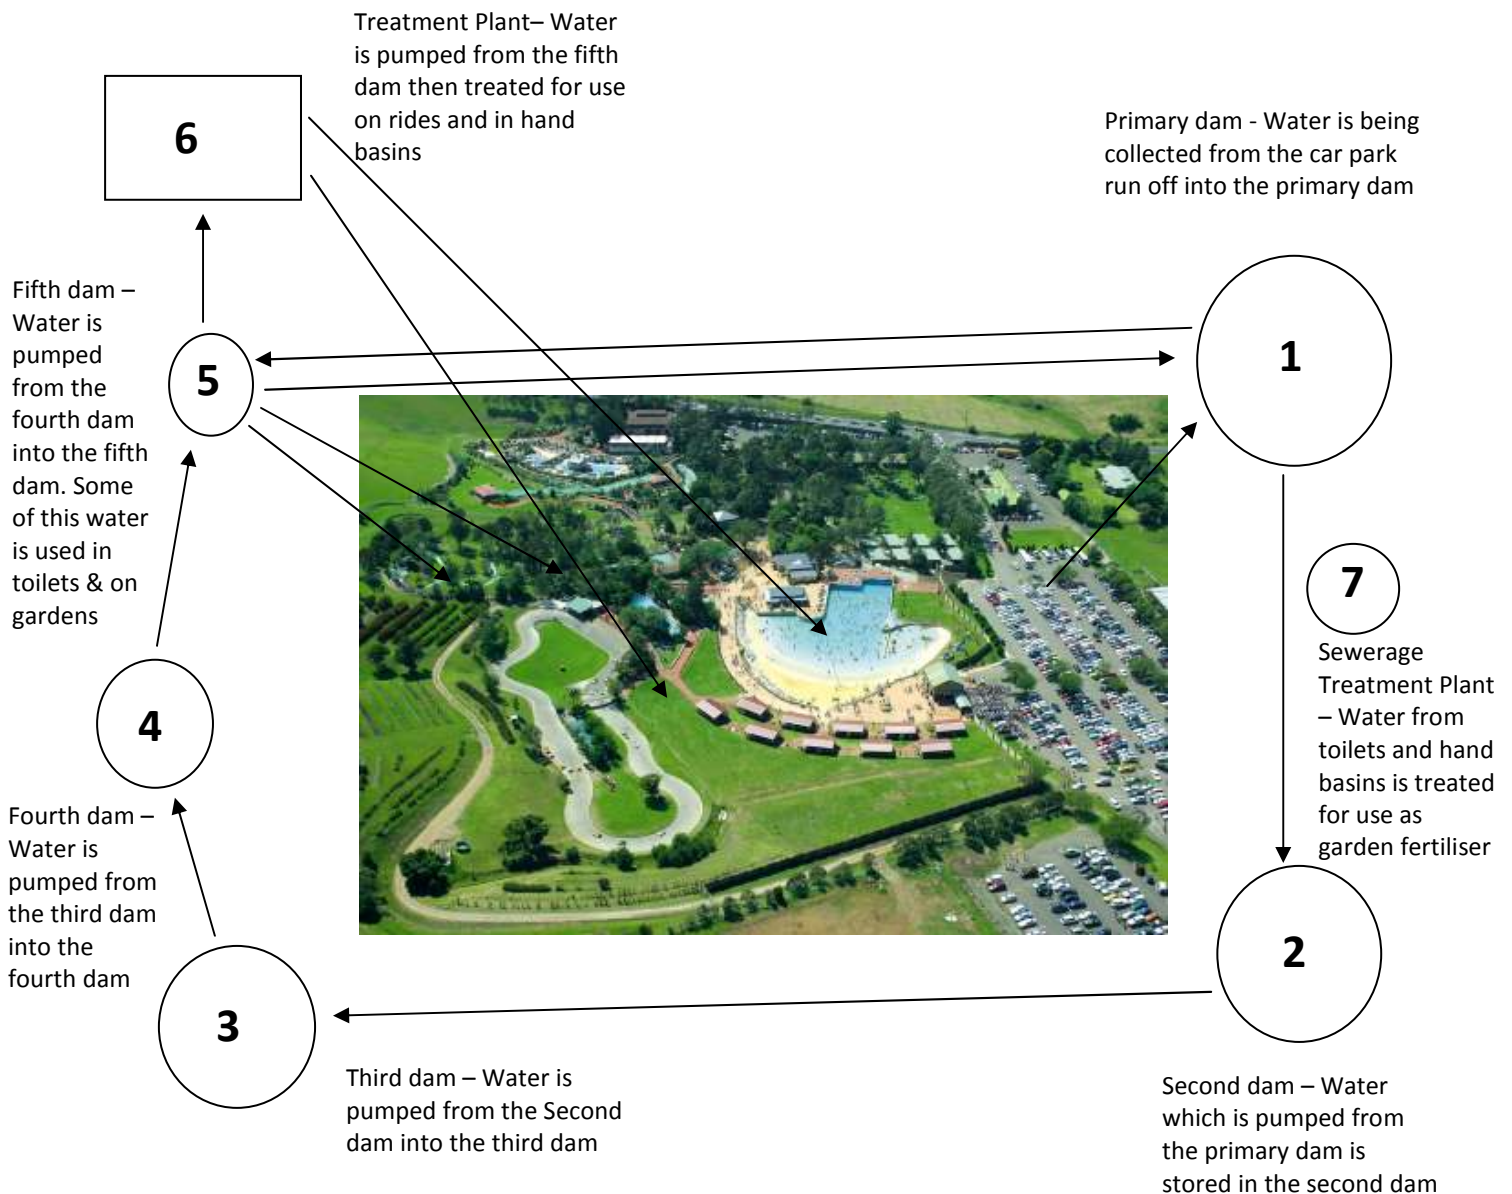 Treatment Plant– Water
is pumped from the fifth
dam then treated for use
on rides and in hand
basins
6
Primary dam - Water is being
collected from the car park
run off into the primary dam
1
Fifth dam –
Water is
pumped
from the
fourth dam
into the fifth
dam. Some
of this water
is used in
toilets & on
gardens
5
7
Sewerage
Treatment Plant
– Water from
toilets and hand
basins is treated
for use as
garden fertiliser
4
Fourth dam –
Water is
pumped from
the third dam
into the
fourth dam
2
3
Third dam – Water is
pumped from the Second
dam into the third dam
Second dam – Water
which is pumped from
the primary dam is
stored in the second dam